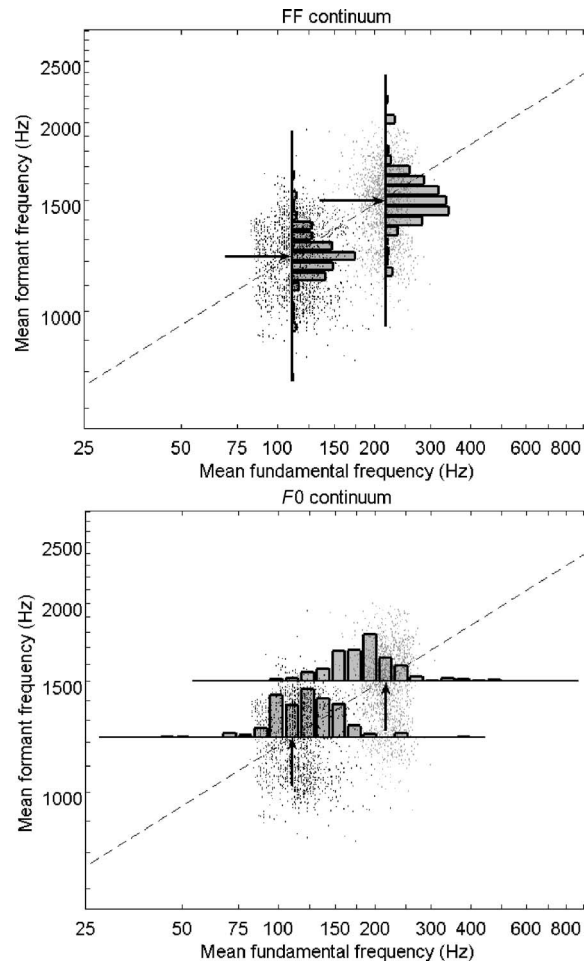 FF continuum
Mean formant frequency (Hz)
2500
2000
1500
1000
25 50 75 100 150 200 300 400 600 800
Mean fundamental frequency (Hz)
F0 continuum
Mean formant frequency (Hz)
2500
2000
1500
1000
25 50 75 100 150 200 300 400 600 800
Mean fundamental frequency (Hz)